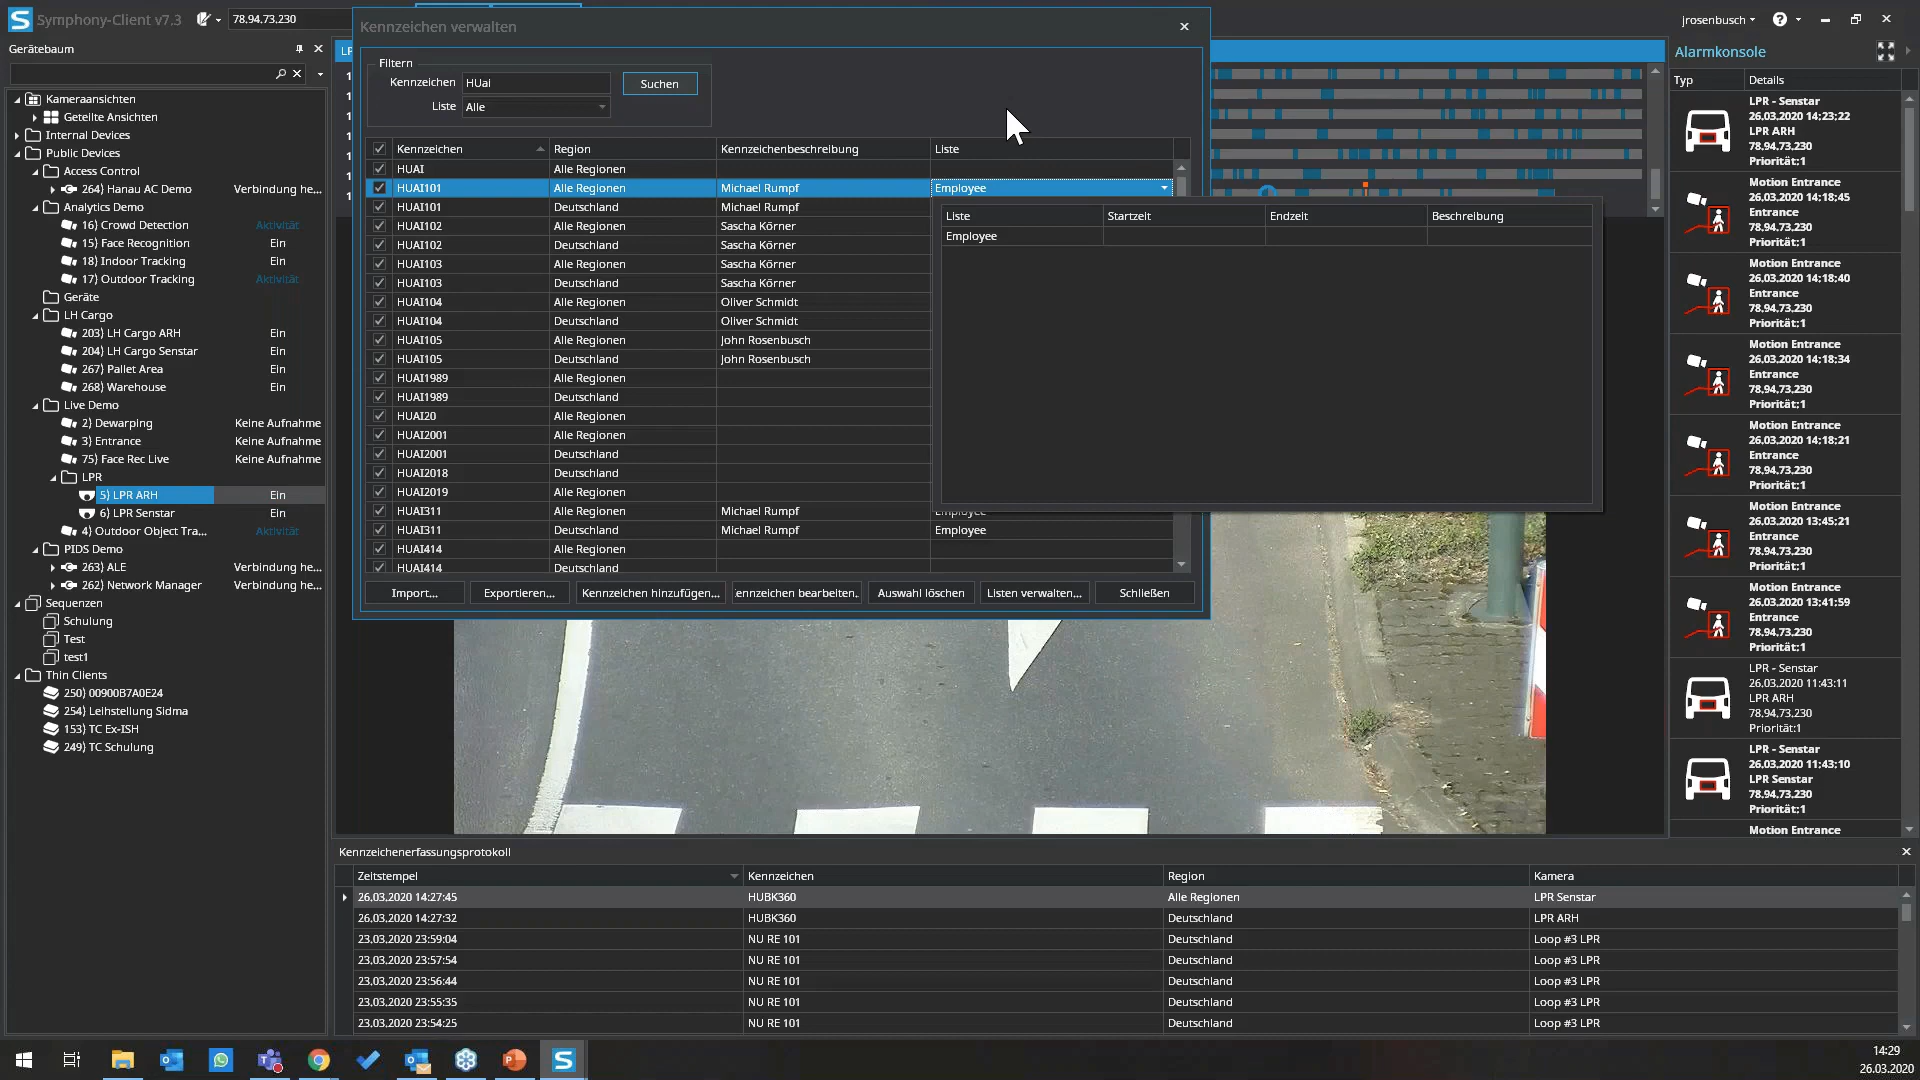 Symphony-Client v7.3
78.94.73.230
jrosenbusch
Gerätebaum
Kameraansichten
Geteilte Ansichten
Internal Devices
Public Devices
Access Control
264) Hanau AC Demo Verbindung he...
Analytics Demo
16) Crowd Detection Aktivität
15) Face Recognition Ein
18) Indoor Tracking Ein
17) Outdoor Tracking Aktivität
Geräte
LH Cargo
203) LH Cargo ARH Ein
204) LH Cargo Senstar Ein
267) Pallet Area Ein
268) Warehouse Ein
Live Demo
2) Dewarping Keine Aufnahme
3) Entrance Keine Aufnahme
75) Face Rec Live Keine Aufnahme
LPR
5) LPR ARH Ein
6) LPR Senstar Ein
4) Outdoor Object Tra... Aktivität
PIDS Demo
263) ALE Verbindung he...
262) Network Manager Verbindung he...
Sequenzen
Schulung
Test
test1
Thin Clients
250) 00900B7A0E24
254) Leihstellung Sidma
153) TC Ex-ISH
249) TC Schulung
Kennzeichen verwalten
Filtern
Kennzeichen HUai Suchen
Liste Alle
Kennzeichen Region Kennzeichenbeschreibung Liste
HUAI Alle Regionen
HUAI101 Alle Regionen Michael Rumpf Employee
HUAI101 Deutschland Michael Rumpf
HUAI102 Alle Regionen Sascha Körner
HUAI102 Deutschland Sascha Körner
HUAI103 Alle Regionen Sascha Körner
HUAI103 Deutschland Sascha Körner
HUAI104 Alle Regionen Oliver Schmidt
HUAI104 Deutschland Oliver Schmidt
HUAI105 Alle Regionen John Rosenbusch
HUAI105 Deutschland John Rosenbusch
HUAI1989 Alle Regionen
HUAI1989 Deutschland
HUAI20 Alle Regionen
HUAI2001 Alle Regionen
HUAI2001 Deutschland
HUAI2018 Deutschland
HUAI2019 Alle Regionen
HUAI311 Alle Regionen Michael Rumpf Employee
HUAI311 Deutschland Michael Rumpf Employee
HUAI414 Alle Regionen
HUAI414 Deutschland
Liste Startzeit Endzeit Beschreibung
Employee
Import... Exportieren... Kennzeichen hinzufügen... ennzeichen bearbeiten.. Auswahl löschen Listen verwalten... Schließen
Alarmkonsole
Typ Details
LPR - Senstar
26.03.2020 14:23:22
LPR ARH
78.94.73.230
Priorität:1
Motion Entrance
26.03.2020 14:18:45
Entrance
78.94.73.230
Priorität:1
Motion Entrance
26.03.2020 14:18:40
Entrance
78.94.73.230
Priorität:1
Motion Entrance
26.03.2020 14:18:34
Entrance
78.94.73.230
Priorität:1
Motion Entrance
26.03.2020 14:18:21
Entrance
78.94.73.230
Priorität:1
Motion Entrance
26.03.2020 13:45:21
Entrance
78.94.73.230
Priorität:1
Motion Entrance
26.03.2020 13:41:59
Entrance
78.94.73.230
Priorität:1
LPR - Senstar
26.03.2020 11:43:11
LPR ARH
78.94.73.230
Priorität:1
LPR - Senstar
26.03.2020 11:43:10
LPR Senstar
78.94.73.230
Priorität:1
Motion Entrance
Kennzeichenerfassungsprotokoll
Zeitstempel Kennzeichen Region Kamera
26.03.2020 14:27:45 HUBK360 Alle Regionen LPR Senstar
26.03.2020 14:27:32 HUBK360 Deutschland LPR ARH
23.03.2020 23:59:04 NU RE 101 Deutschland Loop #3 LPR
23.03.2020 23:57:54 NU RE 101 Deutschland Loop #3 LPR
23.03.2020 23:56:44 NU RE 101 Deutschland Loop #3 LPR
23.03.2020 23:55:35 NU RE 101 Deutschland Loop #3 LPR
23.03.2020 23:54:25 NU RE 101 Deutschland Loop #3 LPR
14:29
26.03.2020